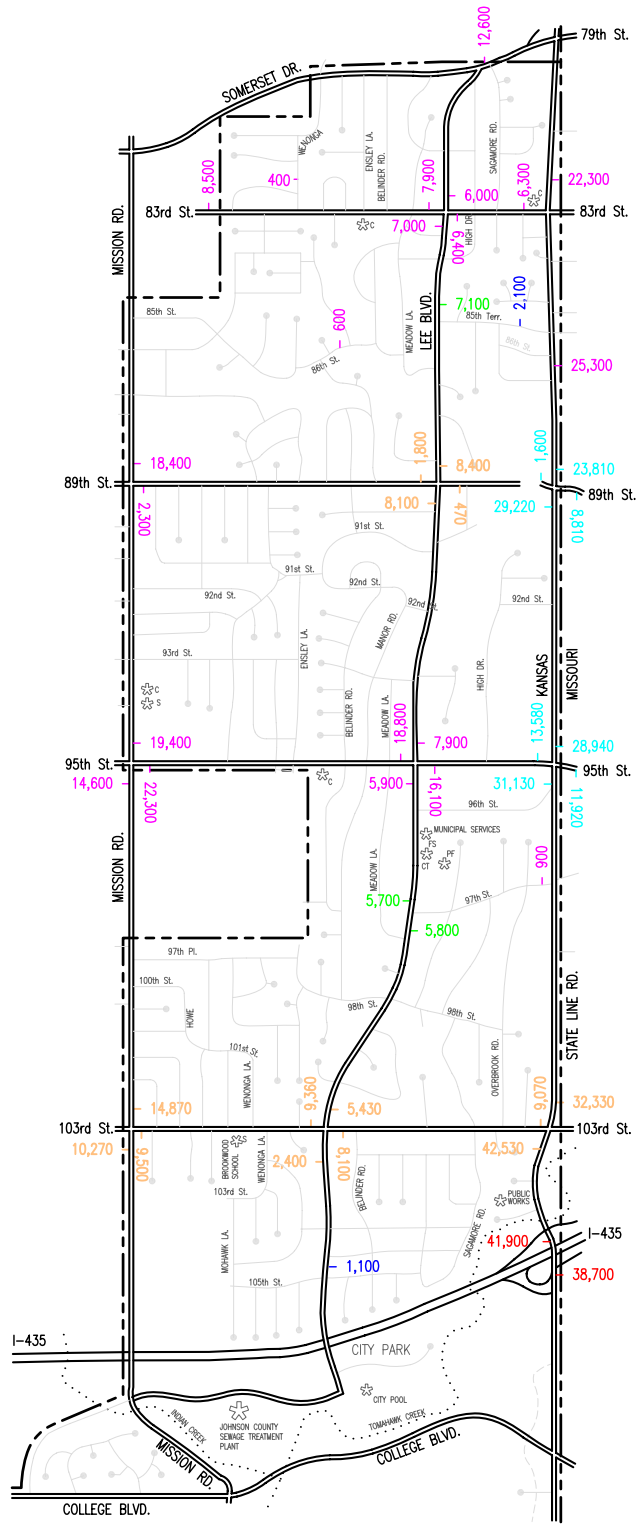 12,600
79th St.
SOMERSET DR.
WENONGA
ENSLEY LA.
BELINDER RD.
SAGAMORE RD.
8,500
400
7,900
6,000
6,300
22,300
C
83rd St.
83rd St.
MISSION RD.
C
7,000
6,400
HIGH DR.
7,100
2,100
85th St.
600
MEADOW LA.
LEE BLVD.
85th Terr.
86th St.
86th St.
25,300
18,400
1,800
8,400
1,600
23,810
89th St.
89th St.
2,300
8,100
470
29,220
8,810
91st St.
91st St.
92nd St.
92nd St.
92nd St.
92nd St.
MANOR RD.
93rd St.
ENSLEY LA.
HIGH DR.
KANSAS
MISSOURI
C
S
BELINDER RD.
MEADOW LA.
19,400
18,800
7,900
13,580
28,940
95th St.
95th St.
14,600
22,300
C
5,900
16,100
31,130
11,920
96th St.
MISSION RD.
MUNICIPAL SERVICES
FS
PF
CT
MEADOW LA.
900
5,700
97th St.
5,800
97th Pl.
100th St.
98th St.
98th St.
HOWE
STATE LINE RD.
101st St.
WENONGA LA.
OVERBROOK RD.
14,870
6,390
5,430
9,070
32,330
103rd St.
103rd St.
10,270
9,500
S
BROOKWOOD
SCHOOL
WENONGA LA.
2,400
8,100
42,530
103rd St.
BELINDER RD.
PUBLIC
WORKS
MOHAWK LA.
SAGAMORE RD.
41,900
I-435
1,100
38,700
105th St.
I-435
CITY PARK
CITY POOL
INDIAN CREEK
JOHNSON COUNTY
SEWAGE TREATMENT
PLANT
TOMAHAWK CREEK
MISSION RD.
COLLEGE BLVD.
COLLEGE BLVD.